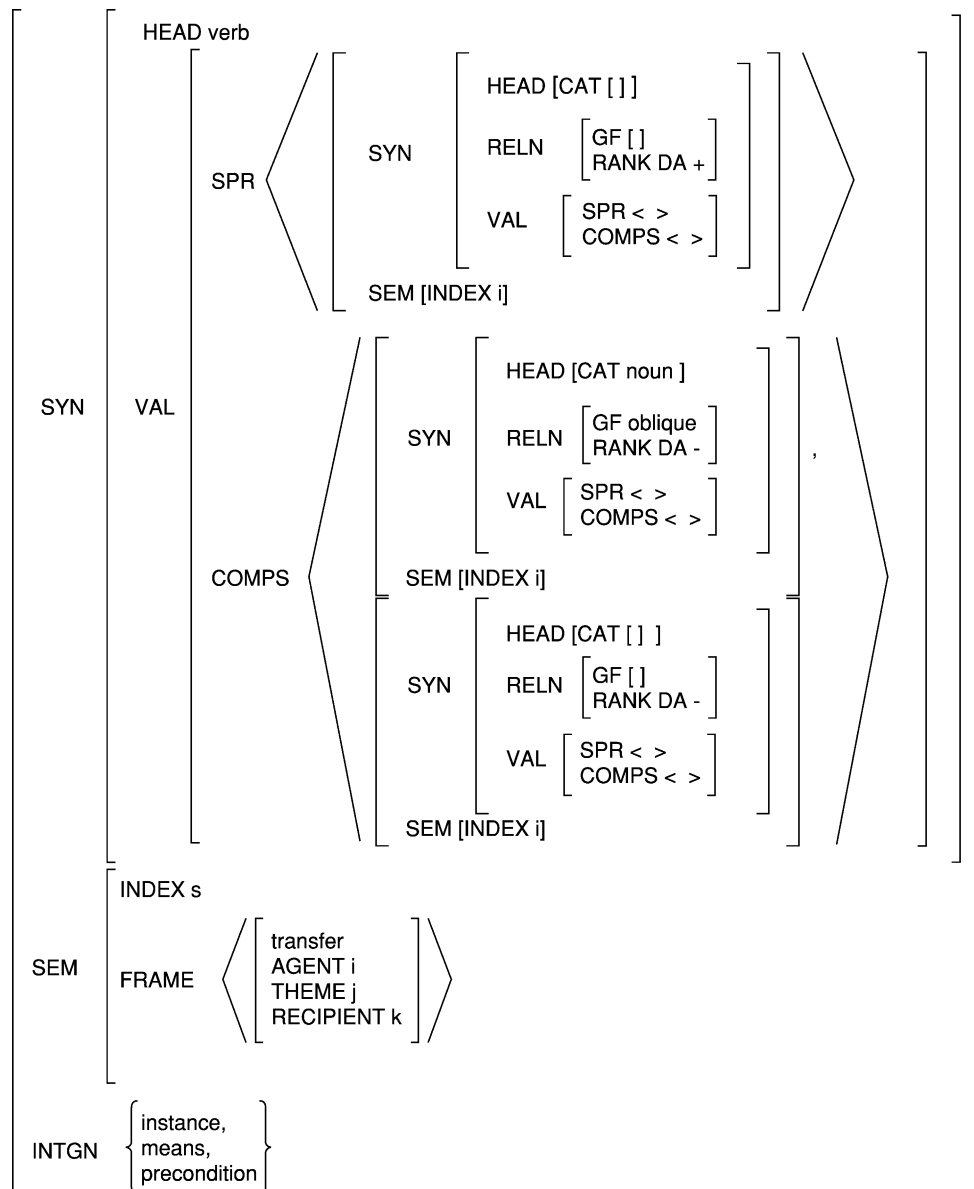 HEAD verb
HEAD [CAT [ ] ]
SYN RELN [GF [ ]
RANK DA +]
SPR
VAL [SPR < >
COMPS < >]
SEM [INDEX i]
HEAD [CAT noun ]
SYN VAL
SYN RELN [GF oblique
RANK DA -]
,
VAL [SPR < >
COMPS < >]
COMPS
SEM [INDEX i]
HEAD [CAT [ ] ]
SYN RELN [GF [ ]
RANK DA -]
VAL [SPR < >
COMPS < >]
SEM [INDEX i]
INDEX s
SEM
FRAME
transfer
AGENT i
THEME j
RECIPIENT k
INTGN
instance,
means,
precondition